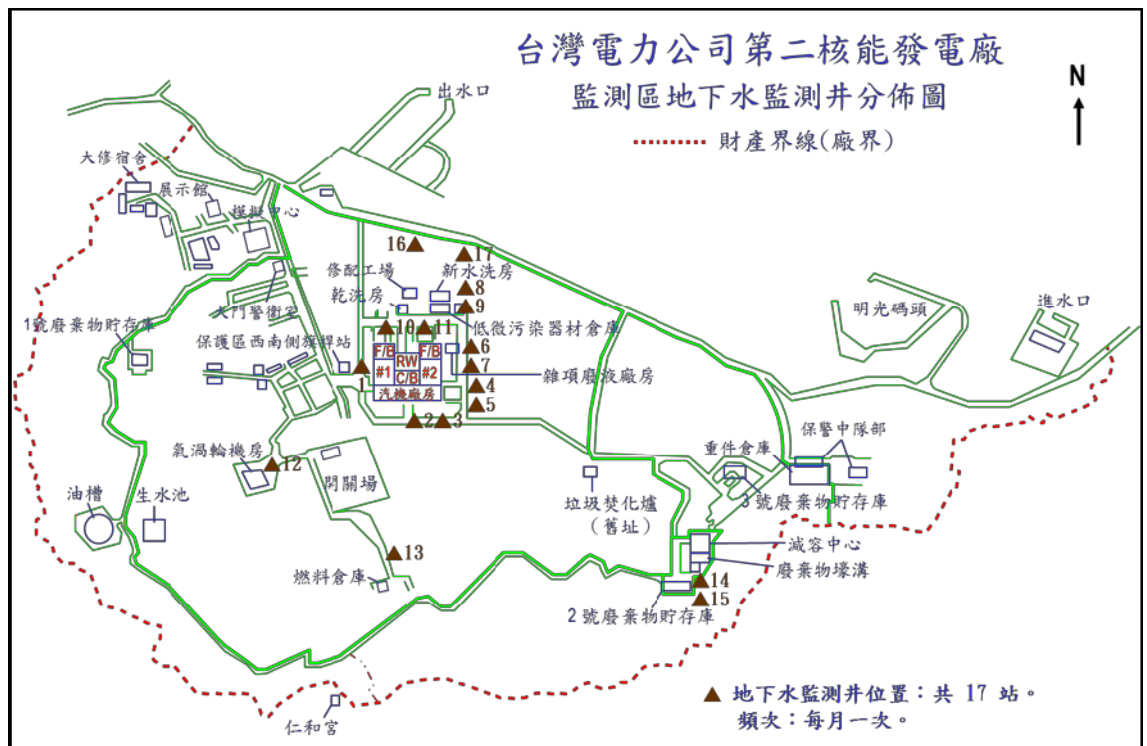 台灣電力公司第二核能發電廠
監測區地下水監測井分佈圖
N
財產界線(廠界)
出水口
大修宿舍
展示館
模擬中心
16
17
修配工場
新水洗房
8
乾洗房
9
大門警衛室
低微污染器材倉庫
明光碼頭
進水口
1號廢棄物貯存庫
保護區西南側旗桿站
10
11
6
F/B
RW
F/B
#1
#2
C/B
汽機廠房
1
7
雜項廢液廠房
4
5
2
3
保警中隊部
重件倉庫
氣渦輪機房
12
開關場
垃圾焚化爐
(舊址)
3號廢棄物貯存庫
油槽
生水池
減容中心
13
廢棄物壕溝
燃料倉庫
14
15
2號廢棄物貯存庫
仁和宮
地下水監測井位置：共 17 站。
頻次：每月一次。